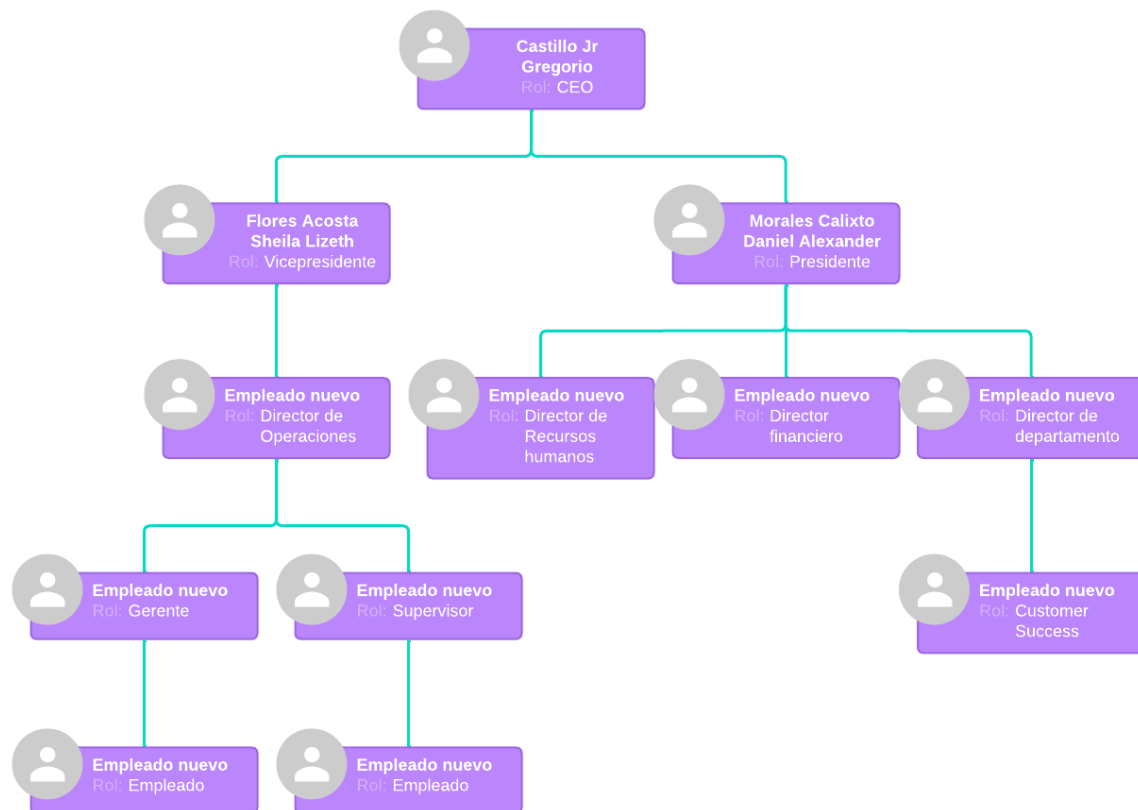 Castillo Jr
Gregorio
Rol: CEO
Flores Acosta
Sheila Lizeth
Rol: Vicepresidente
Morales Calixto
Daniel Alexander
Rol: Presidente
Empleado nuevo
Rol: Director de
Operaciones
Empleado nuevo
Rol: Director de
Recursos
humanos
Empleado nuevo
Rol: Director
financiero
Empleado nuevo
Rol: Director de
departamento
Empleado nuevo
Rol: Gerente
Empleado nuevo
Rol: Supervisor
Empleado nuevo
Rol: Customer
Success
Empleado nuevo
Rol: Empleado
Empleado nuevo
Rol: Empleado